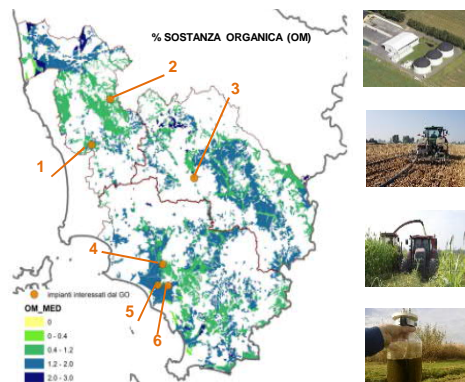 % SOSTANZA ORGANICA (OM)
2
3
1
4
5
6
impianti interessati dal GO
OM_MED
0
0 - 0.4
0.4 - 1.2
1.2 - 2.0
2.0 - 3.0